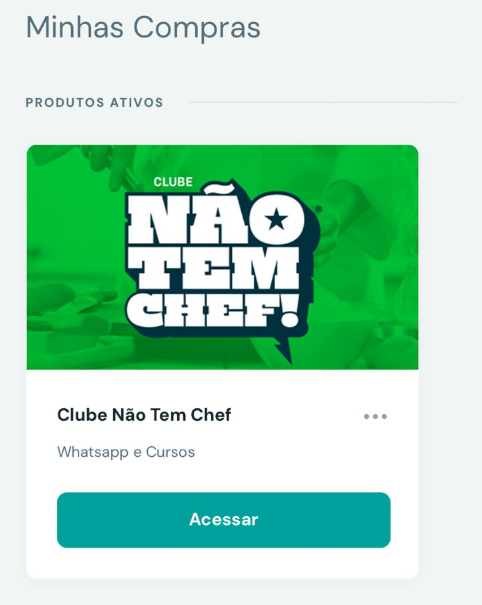 Minhas Compras
PRODUTOS ATIVOS
CLUBE
NÃO
TEM
CHEF!
Clube Não Tem Chef
Whatsapp e Cursos
Acessar